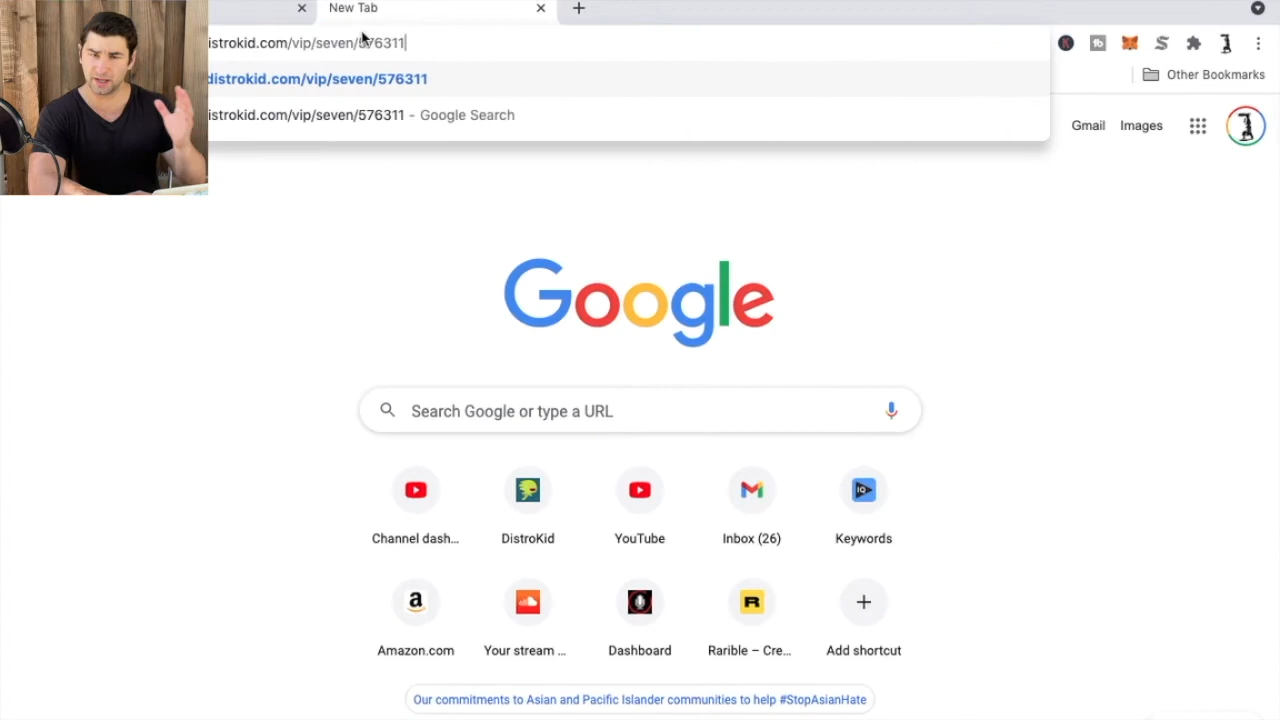 New Tab
istrokid.com/vip/seven/576311
distrokid.com/vip/seven/576311
istrokid.com/vip/seven/576311 - Google Search
Other Bookmarks
Gmail Images
Google
Search Google or type a URL
Channel dash... DistroKid YouTube Inbox (26) Keywords
Amazon.com Your stream ... Dashboard Rarible – Cre... Add shortcut
Our commitments to Asian and Pacific Islander communities to help #StopAsianHate